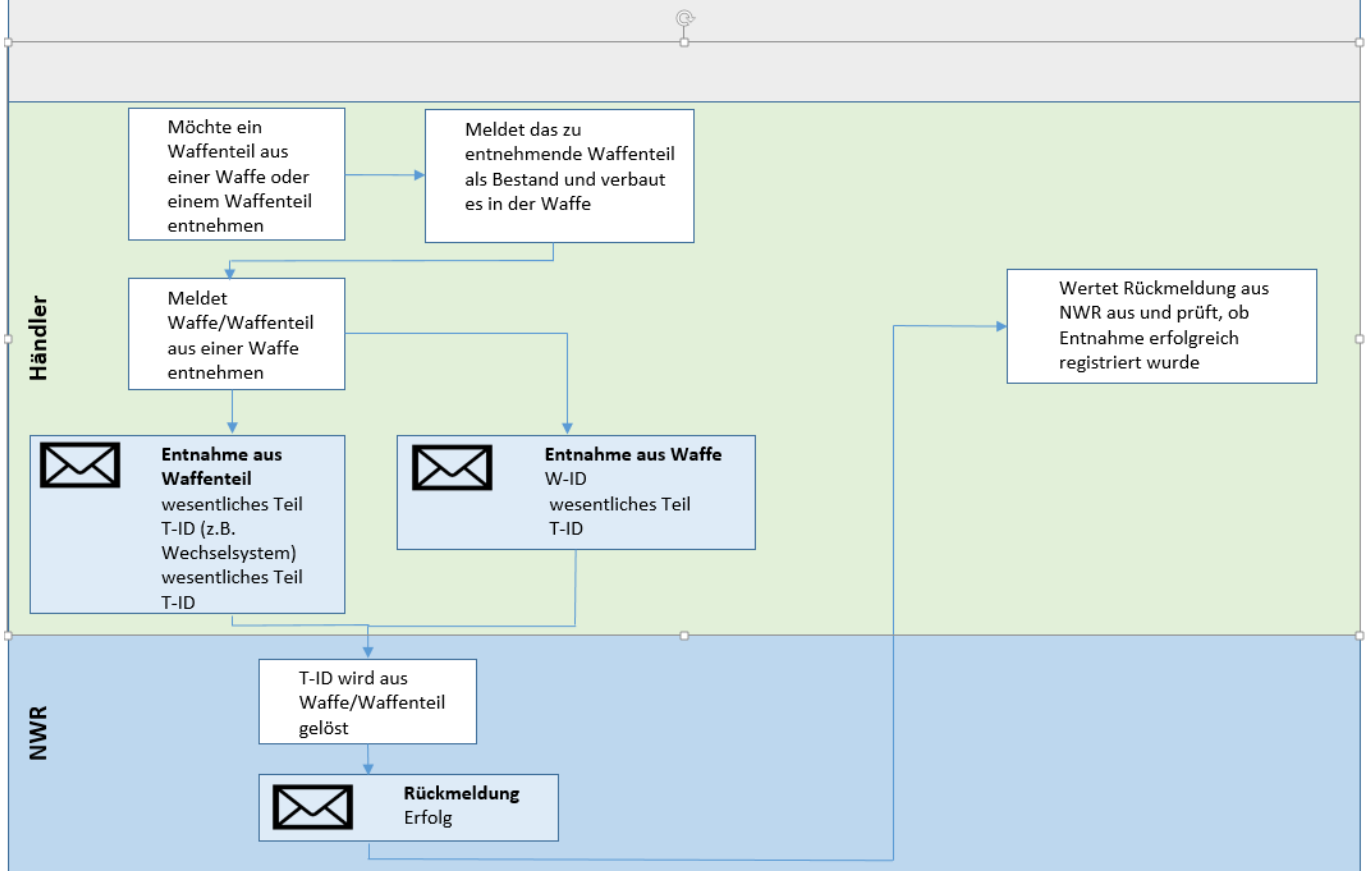 Händler
Möchte ein
Waffenteil aus
einer Waffe oder
einem Waffenteil
entnehmen
Meldet das zu
entnehmende Waffenteil
als Bestand und verbaut
es in der Waffe
Meldet
Waffe/Waffenteil
aus einer Waffe
entnehmen
Entnahme aus
Waffenteil
wesentliches Teil
T-ID (z.B.
Wechselsystem)
wesentliches Teil
T-ID
Entnahme aus Waffe
W-ID
wesentliches Teil
T-ID
Wertet Rückmeldung aus
NWR aus und prüft, ob
Entnahme erfolgreich
registriert wurde
NWR
T-ID wird aus
Waffe/Waffenteil
gelöst
Rückmeldung
Erfolg